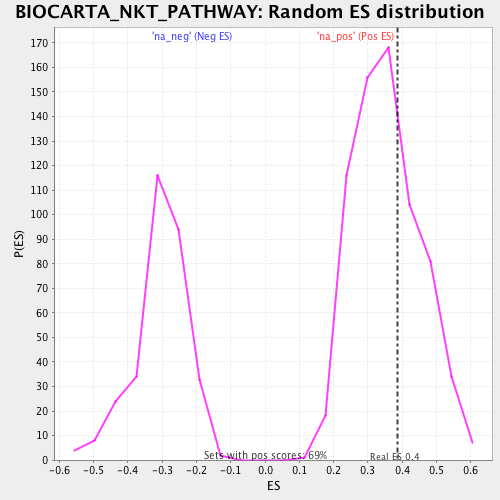 BIOCARTA_NKT_PATHWAY: Random ES distribution
'na_neg' (Neg ES)
'na_pos' (Pos ES)
170
160
150
140
130
120
110
100
90
80
70
60
50
40
30
20
10
0
P(ES)
Sets with pos scores: 69%
Real ES 0.4
-0.6 -0.5 -0.4 -0.3 -0.2 -0.1 0.0 0.1 0.2 0.3 0.4 0.5 0.6
ES